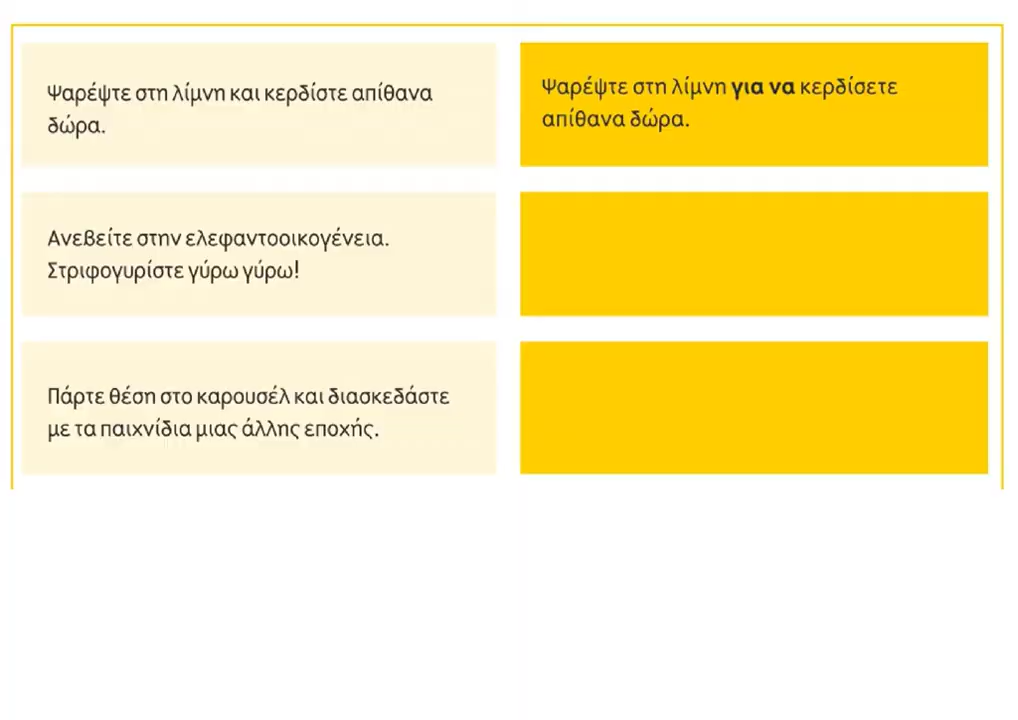 Ψαρέψτε στη λίμνη και κερδίστε απίθανα
δώρα.
Ψαρέψτε στη λίμνη για να κερδίσετε
απίθανα δώρα.
Ανεβείτε στην ελεφαντοοικογένεια.
Στριφογυρίστε γύρω γύρω!
Πάρτε θέση στο καρουσέλ και διασκεδάστε
με τα παιχνίδια μιας άλλης εποχής.